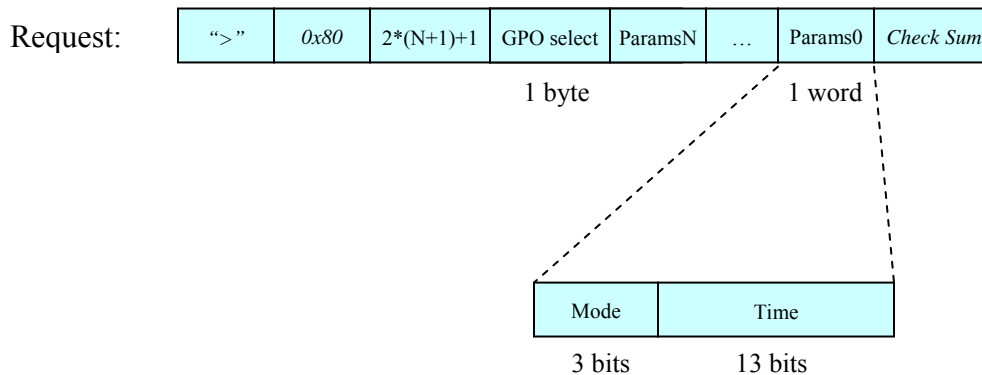 Request: “>” 0x80 2*(N+1)+1 GPO select ParamsN … Params0 Check Sum
1 byte 1 word
Mode Time
3 bits 13 bits